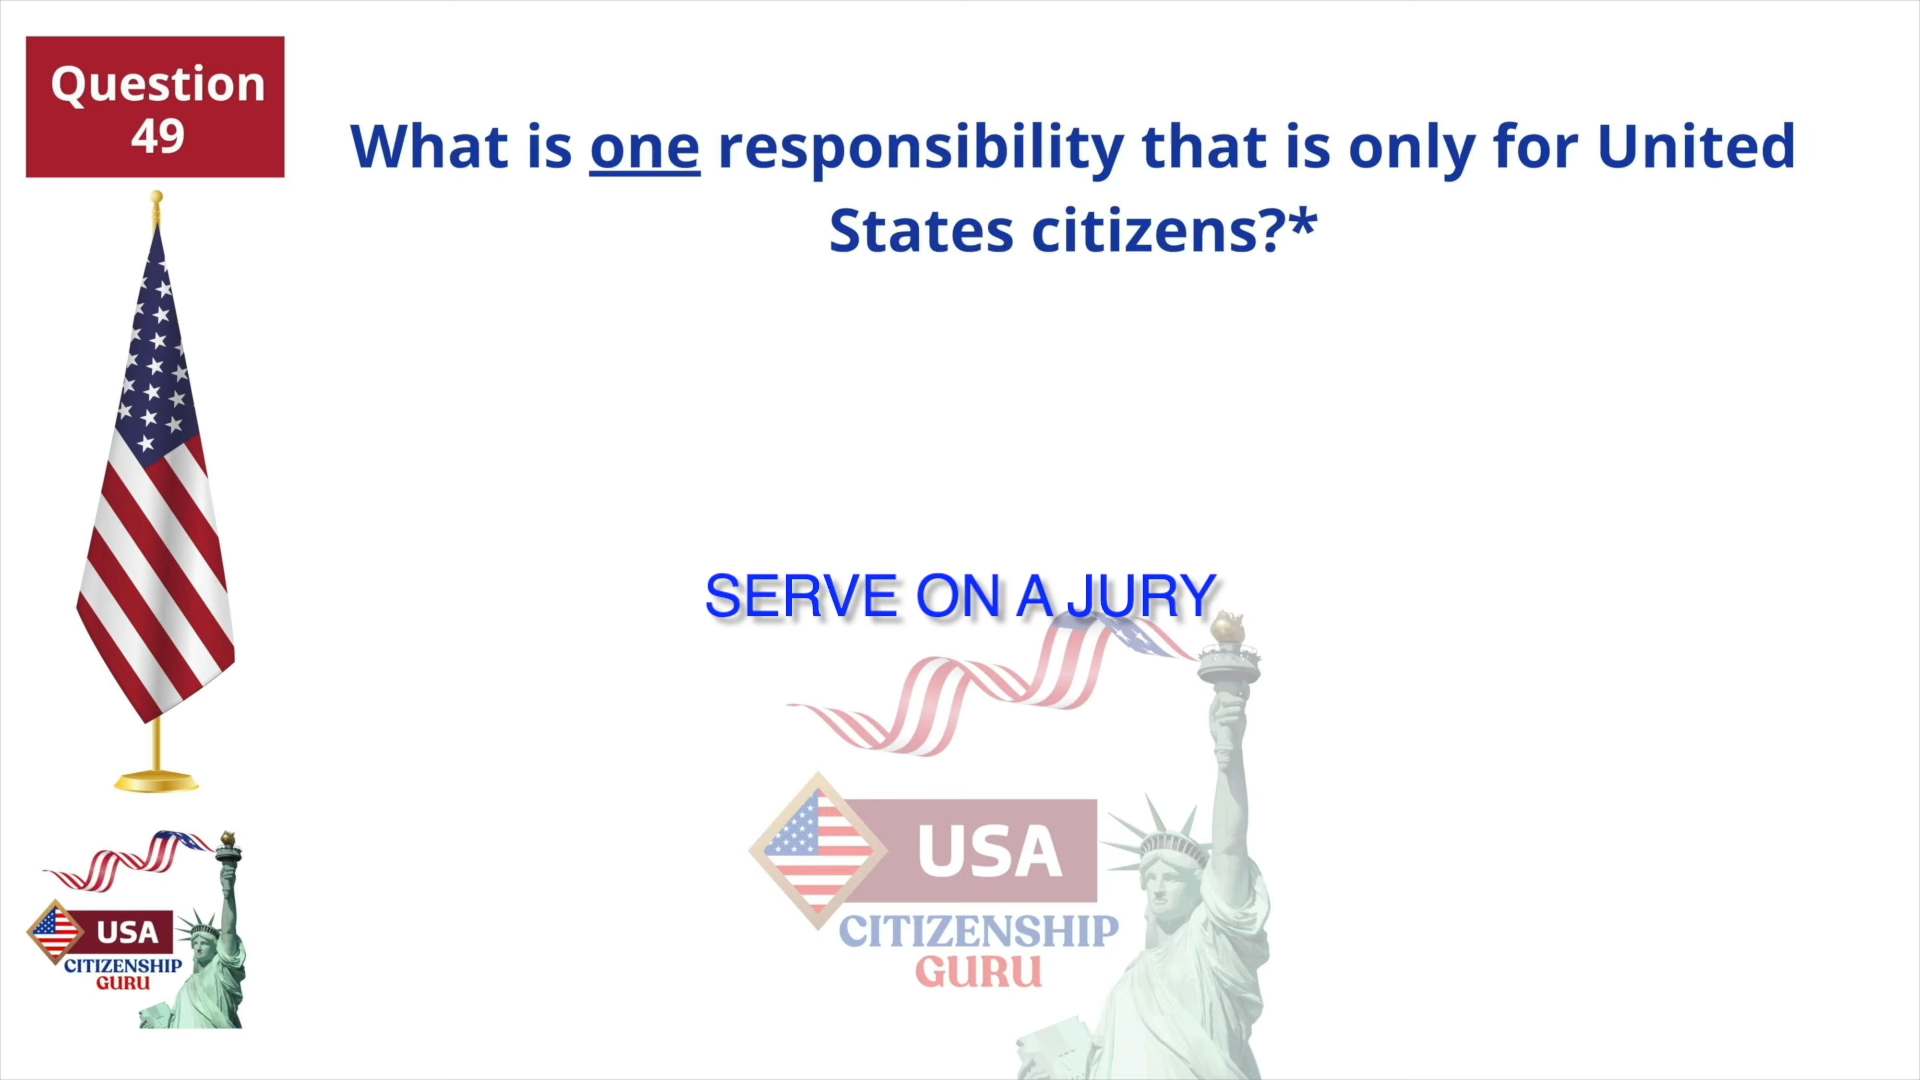 Question
49
What is one responsibility that is only for United
States citizens?*
SERVE ON A JURY
USA
CITIZENSHIP
GURU
USA
CITIZENSHIP
GURU